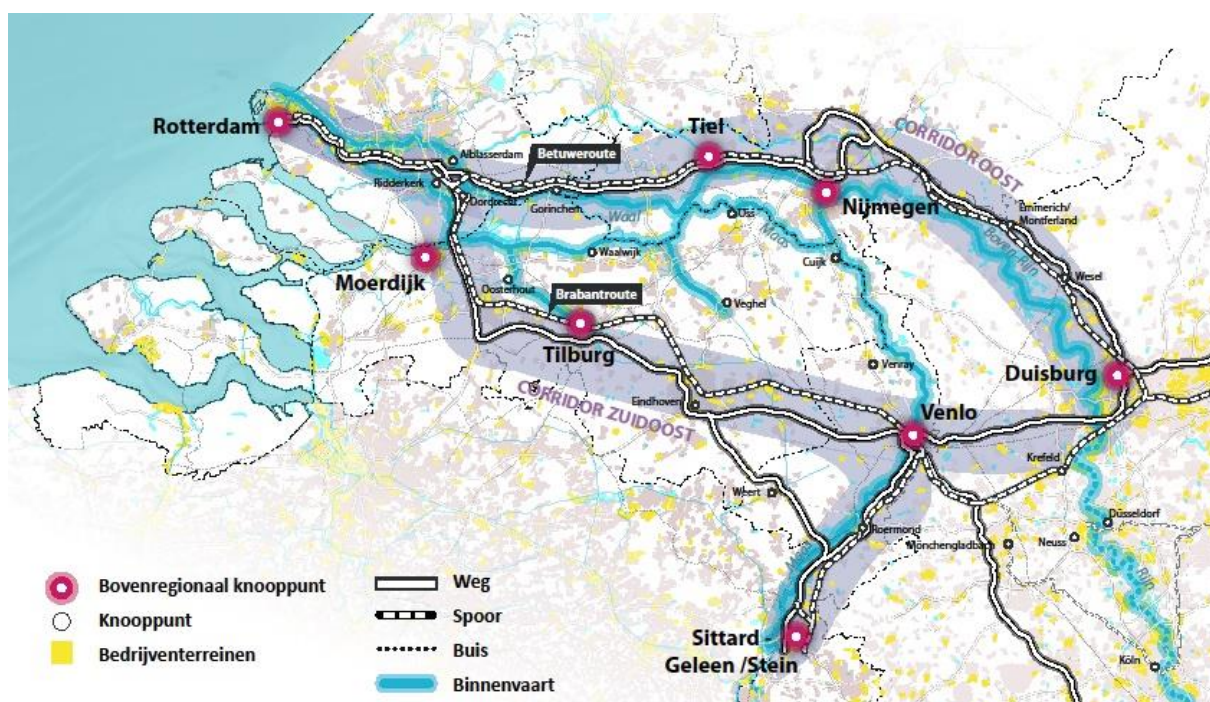 Rotterdam
Tiel
CORRIDOR OOST
Alblasserdam
Betuweroute
Ridderkerk
Dordrecht
Gorinchem
Waal
Nijmegen
Oss
Maas
Emmerich/
Montferland
Boven-Rijn
Moerdijk
Waalwijk
Cuijk
Wesel
Oosterhout
Brabantroute
Veghel
Tilburg
Venray
Duisburg
CORRIDOR ZUIDOOST
Eindhoven
Venlo
Krefeld
Weert
Roermond
Mönchengladbach
Neuss
Düsseldorf
Rijn
Sittard -
Geleen /Stein
Köln
Bovenregionaal knooppunt
Knooppunt
Bedrijventerreinen
Weg
Spoor
Buis
Binnenvaart